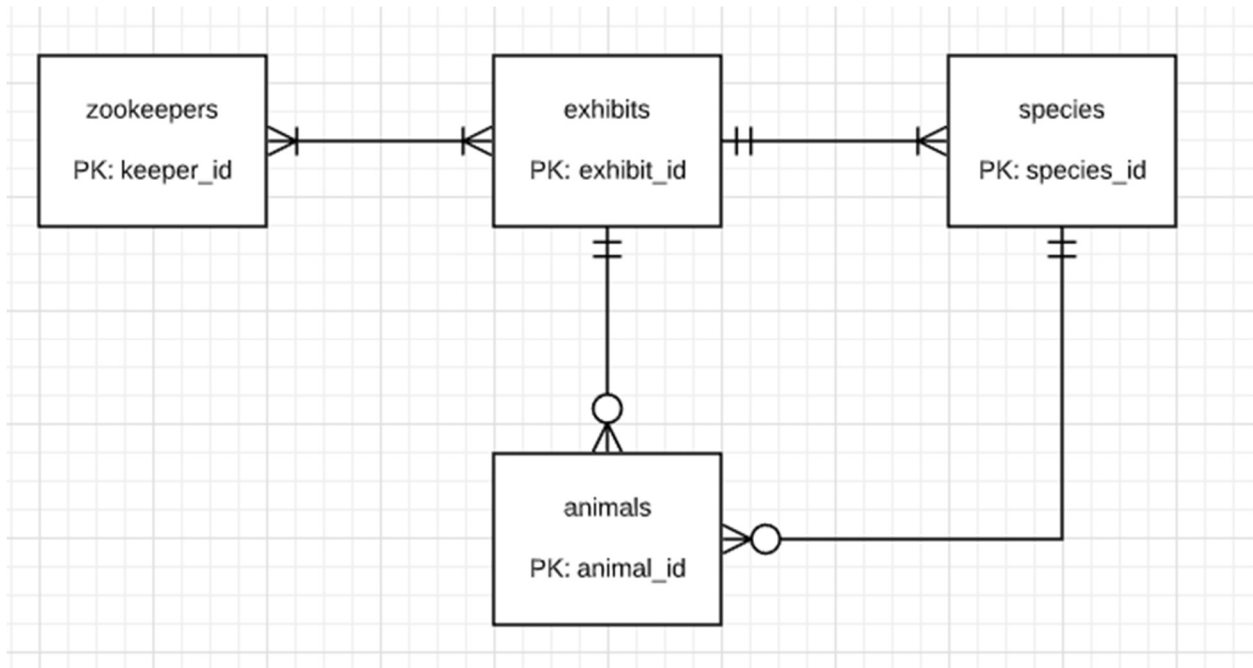 zookeepers
PK: keeper_id
exhibits
PK: exhibit_id
species
PK: species_id
animals
PK: animal_id